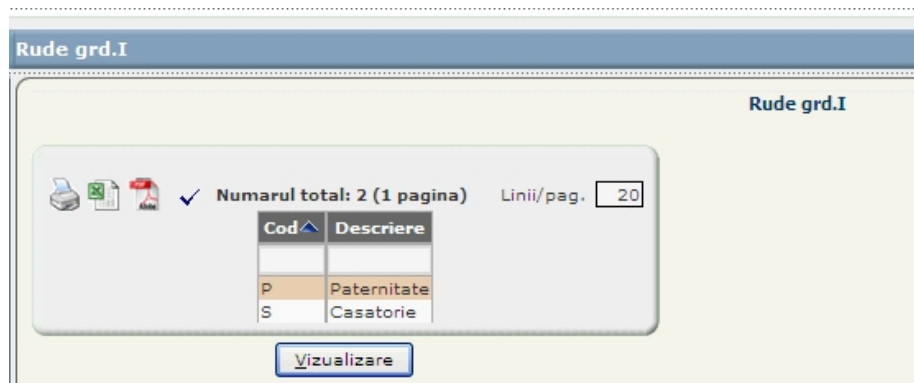 Rude grd.I
Rude grd.I
Numarul total: 2 (1 pagina) Linii/pag. 20
Cod Descriere
P Paternitate
S Casatorie
Vizualizare